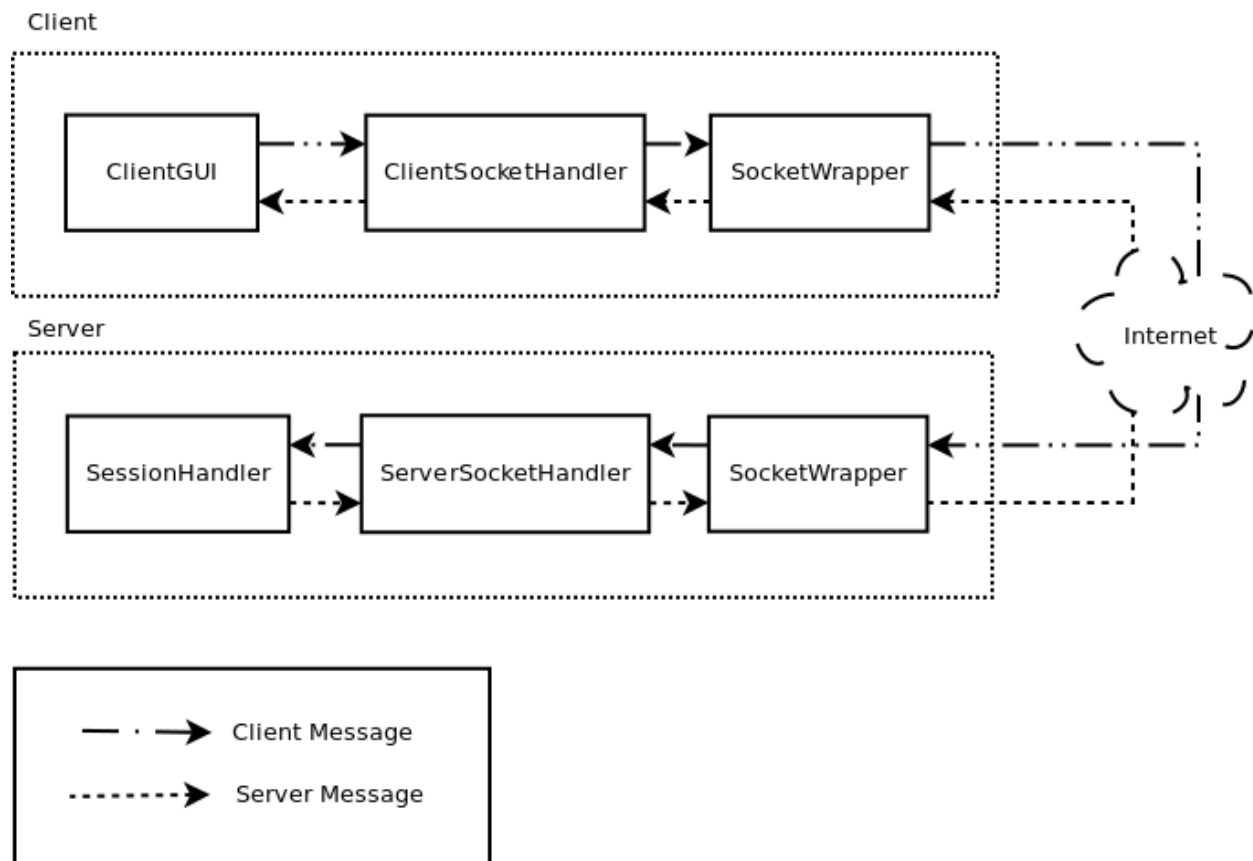 Client
ClientGUI
ClientSocketHandler
SocketWrapper
Internet
Server
SessionHandler
ServerSocketHandler
SocketWrapper
Client Message
Server Message